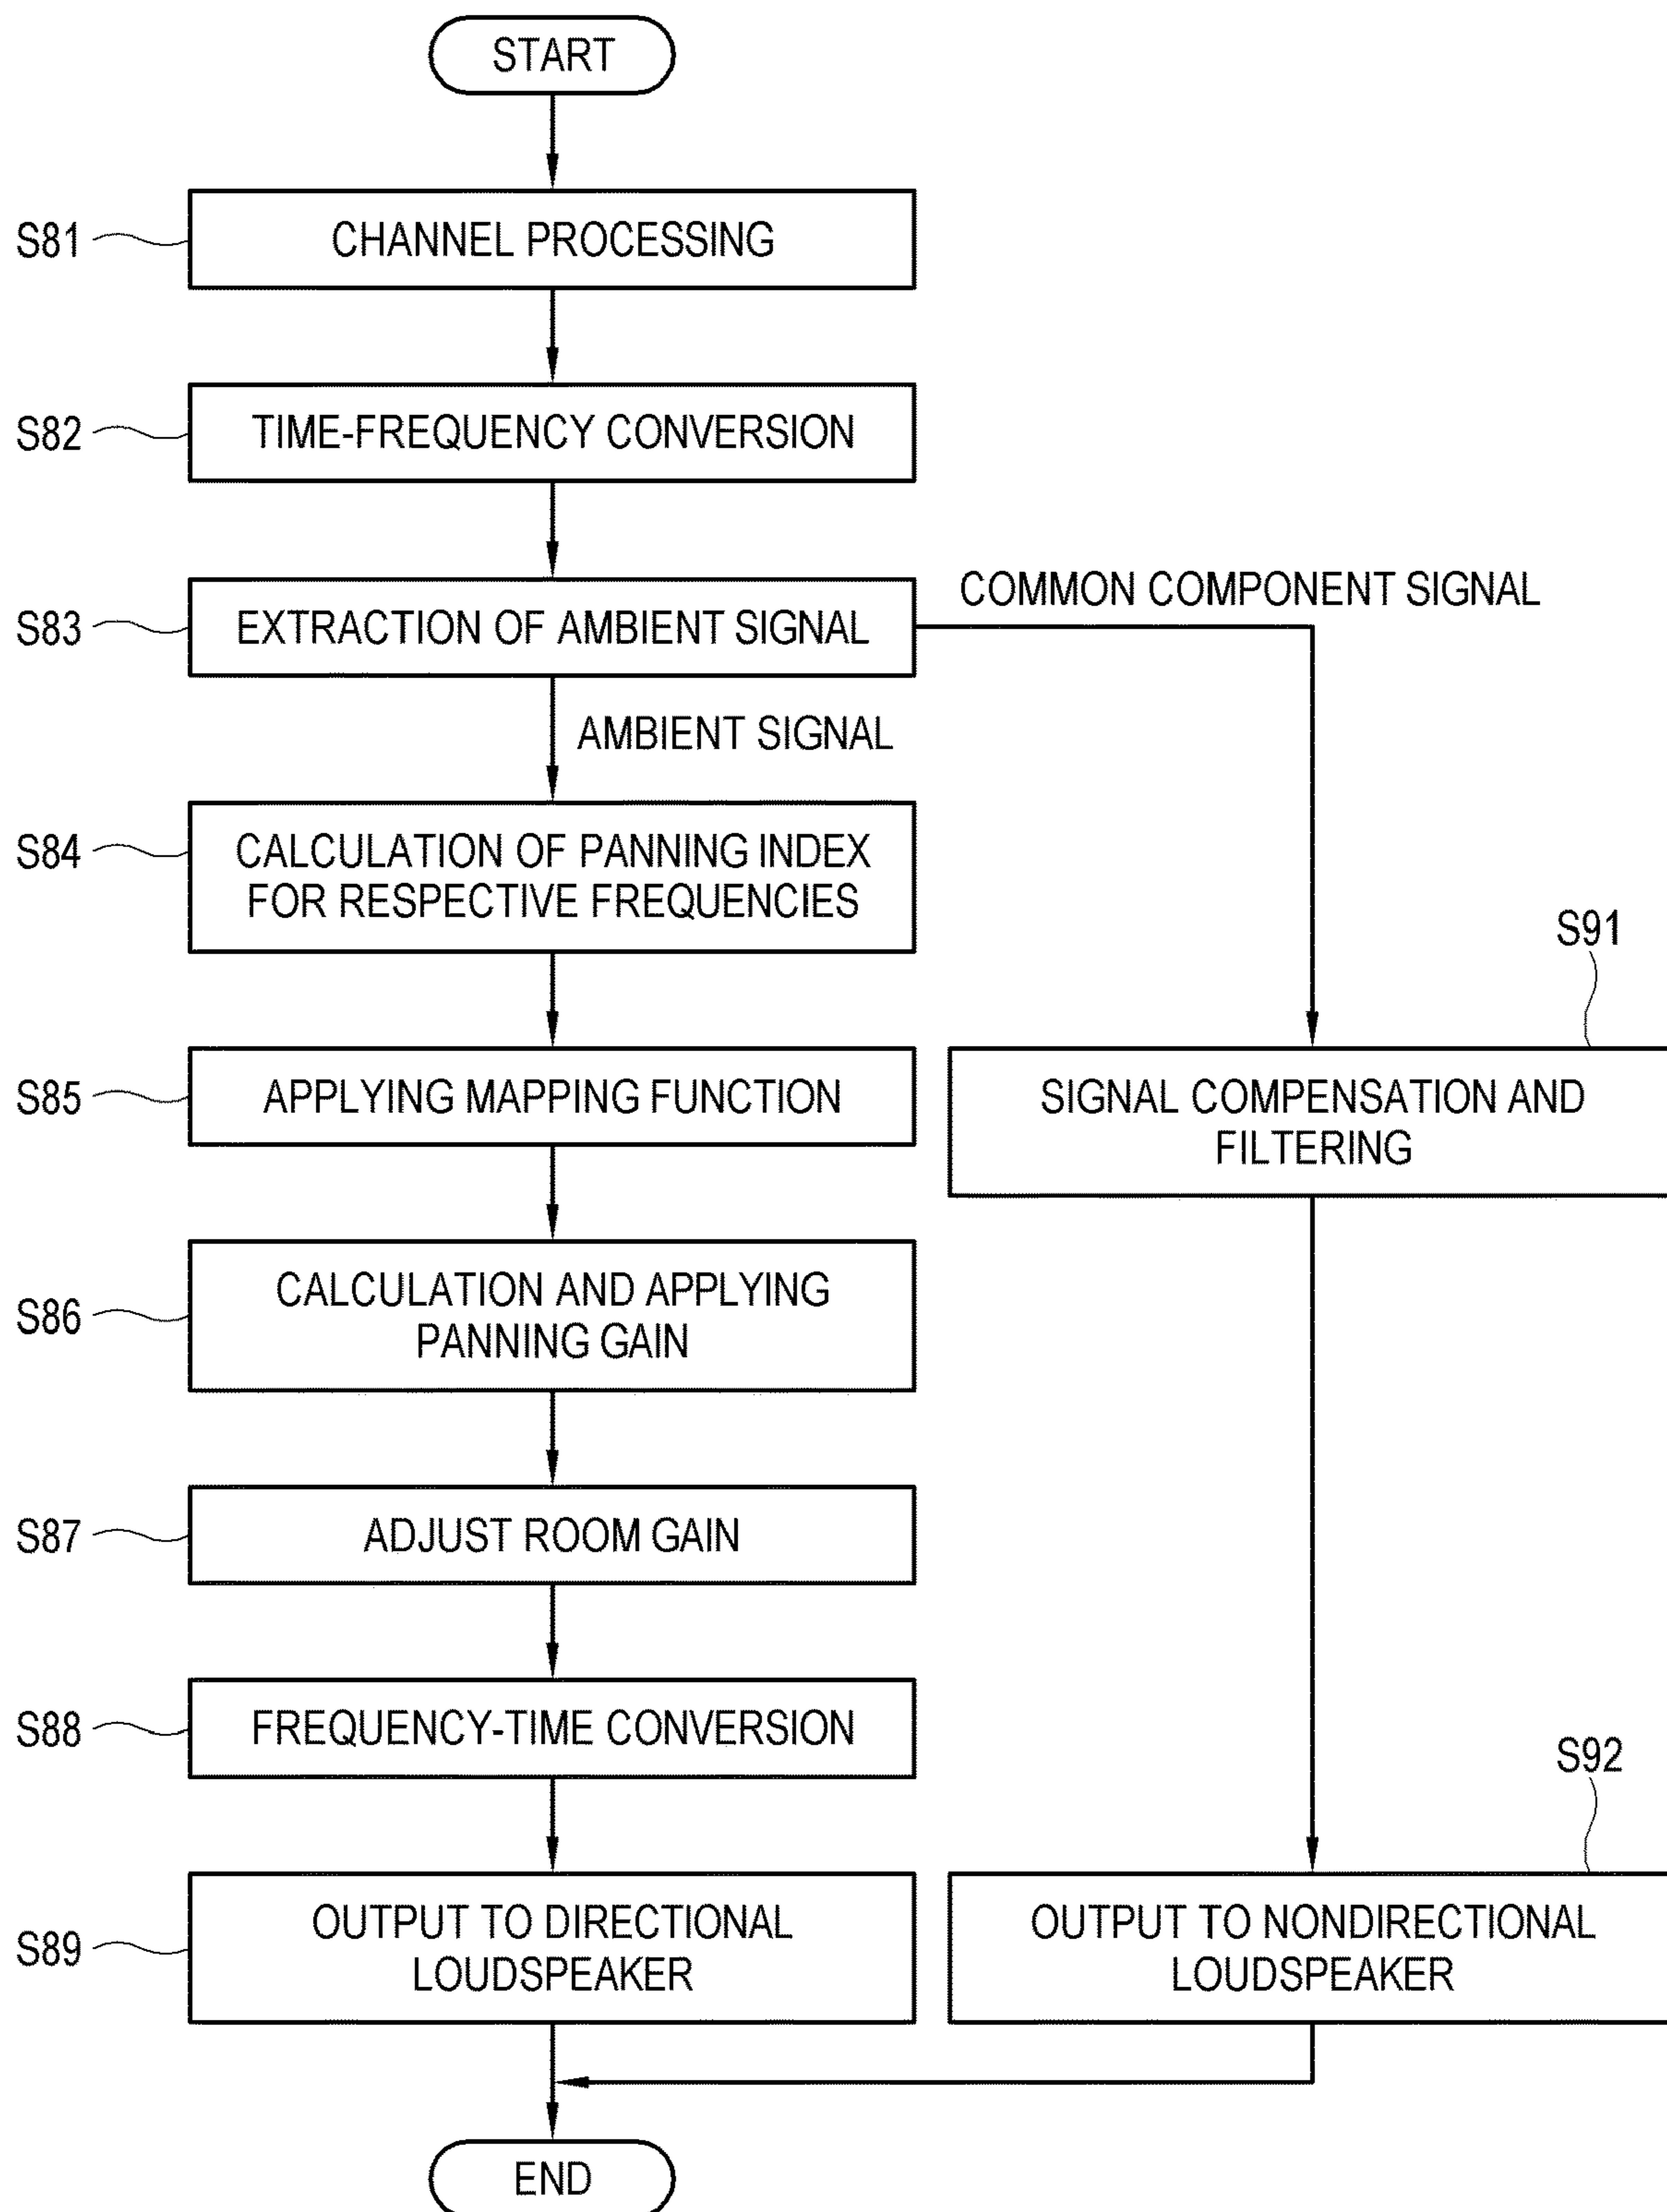 START
S81
CHANNEL PROCESSING
S82
TIME-FREQUENCY CONVERSION
S83
EXTRACTION OF AMBIENT SIGNAL
COMMON COMPONENT SIGNAL
AMBIENT SIGNAL
S84
CALCULATION OF PANNING INDEX
FOR RESPECTIVE FREQUENCIES
S91
S85
APPLYING MAPPING FUNCTION
SIGNAL COMPENSATION AND
FILTERING
S86
CALCULATION AND APPLYING
PANNING GAIN
S87
ADJUST ROOM GAIN
S88
FREQUENCY-TIME CONVERSION
S92
S89
OUTPUT TO DIRECTIONAL
LOUDSPEAKER
OUTPUT TO NONDIRECTIONAL
LOUDSPEAKER
END